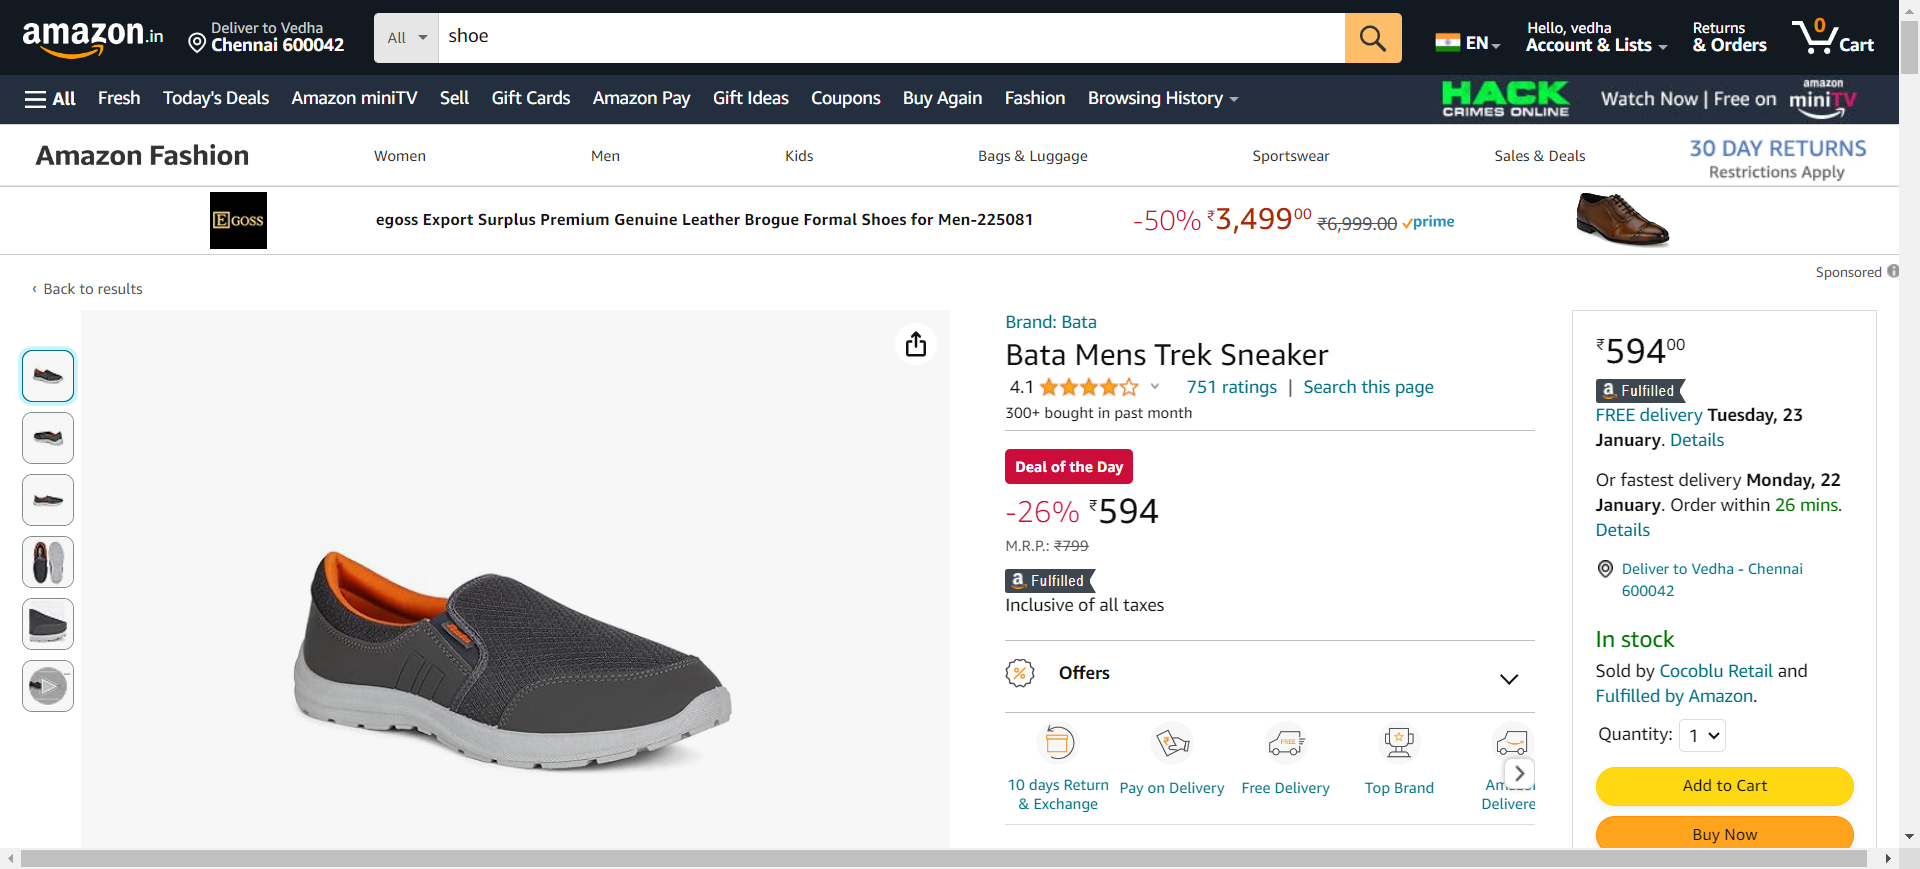 amazon.in
Deliver to Vedha
Chennai 600042
All
shoe
EN
Hello, vedha
Account & Lists
Returns
& Orders
0
Cart
All
Fresh
Today's Deals
Amazon miniTV
Sell
Gift Cards
Amazon Pay
Gift Ideas
Coupons
Buy Again
Fashion
Browsing History
HACK
CRIMES ONLINE
Watch Now | Free on
amazon
miniTV
Amazon Fashion
Women
Men
Kids
Bags & Luggage
Sportswear
Sales & Deals
30 DAY RETURNS
Restrictions Apply
EGOSS
egoss Export Surplus Premium Genuine Leather Brogue Formal Shoes for Men-225081
-50% ₹3,49900 ₹6,999.00 prime
Sponsored
‹ Back to results
Brand: Bata
Bata Mens Trek Sneaker
4.1
751 ratings | Search this page
300+ bought in past month
Deal of the Day
-26% ₹594
M.R.P.: ₹799
a Fulfilled
Inclusive of all taxes
Offers
FREE
10 days Return
& Exchange
Pay on Delivery
Free Delivery
Top Brand
Delivere
₹59400
a Fulfilled
FREE delivery Tuesday, 23
January. Details
Or fastest delivery Monday, 22
January. Order within 26 mins.
Details
Deliver to Vedha - Chennai
600042
In stock
Sold by Cocoblu Retail and
Fulfilled by Amazon.
Quantity: 1
Add to Cart
Buy Now